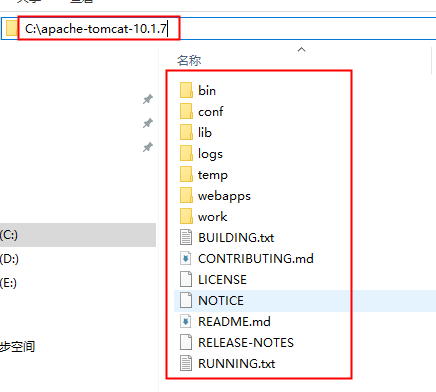 C:\apache-tomcat-10.1.7
名称
bin
conf
lib
logs
temp
webapps
work
(C:)
BUILDING.txt
(D:)
CONTRIBUTING.md
(E:)
LICENSE
NOTICE
README.md
步空间
RELEASE-NOTES
RUNNING.txt